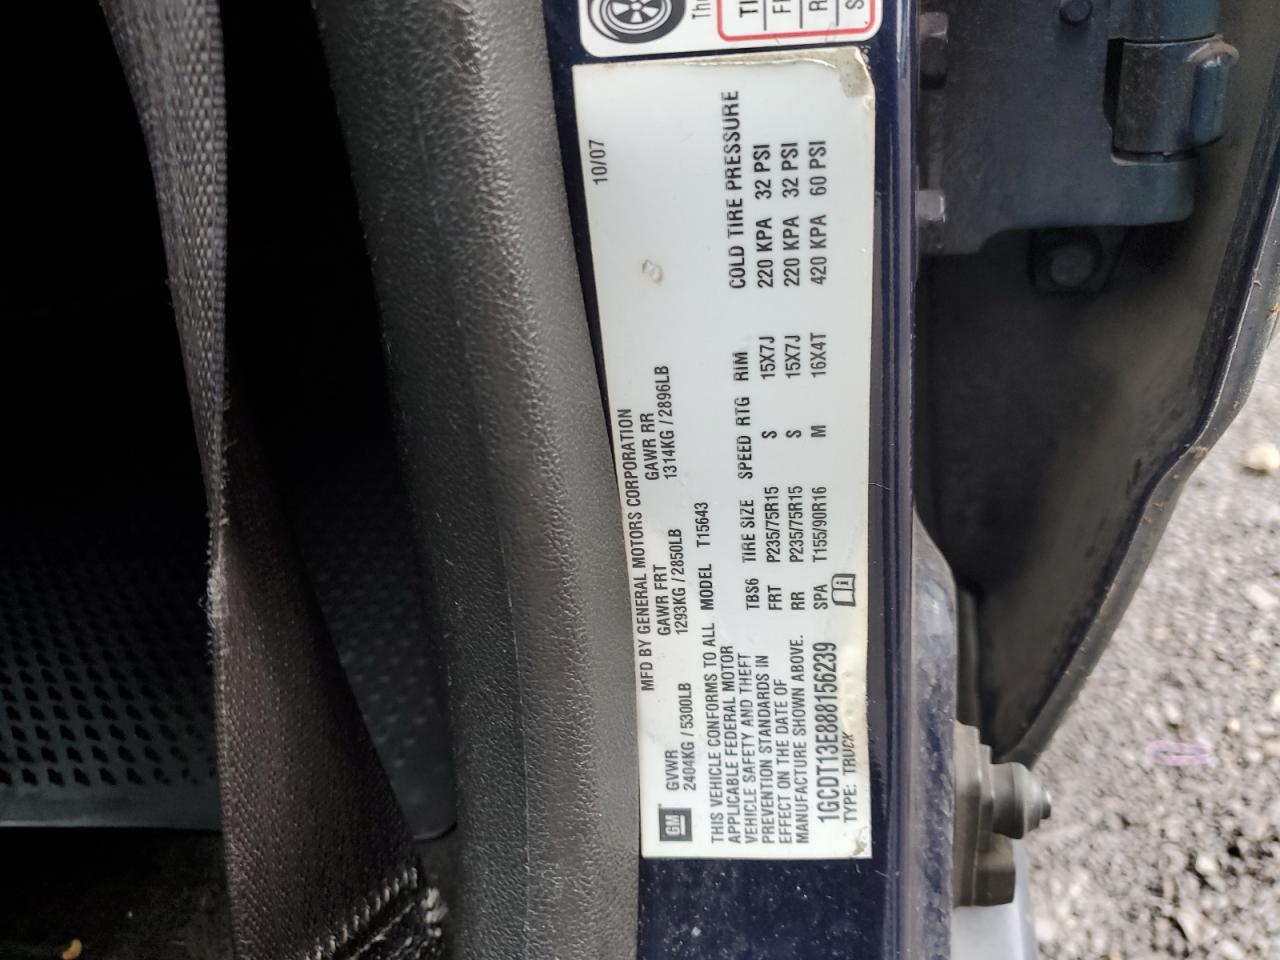 The
TI
F
R
S
10/07
MFD BY GENERAL MOTORS CORPORATION
GVWR GAWR FRT GAWR RR
2404KG / 5300LB 1293KG / 2850LB 1314KG / 2896LB
GM
THIS VEHICLE CONFORMS TO ALL
APPLICABLE FEDERAL MOTOR
VEHICLE SAFETY AND THEFT
PREVENTION STANDARDS IN
EFFECT ON THE DATE OF
MANUFACTURE SHOWN ABOVE.
1GCDT13E888156239
TYPE: TRUCK
MODEL T15643
TBS6 TIRE SIZE SPEED RTG RIM COLD TIRE PRESSURE
FRT P235/75R15 S 15X7J 220 KPA 32 PSI
RR P235/75R15 S 15X7J 220 KPA 32 PSI
SPA T155/90R16 M 16X4T 420 KPA 60 PSI